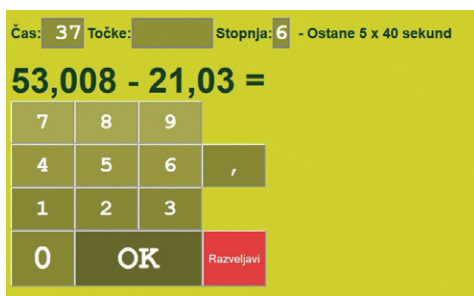 Čas: 37 Točke: Stopnja: 6 - Ostane 5 x 40 sekund
53,008 - 21,03 =
7 8 9
4 5 6 ,
1 2 3
0 OK Razveljavi